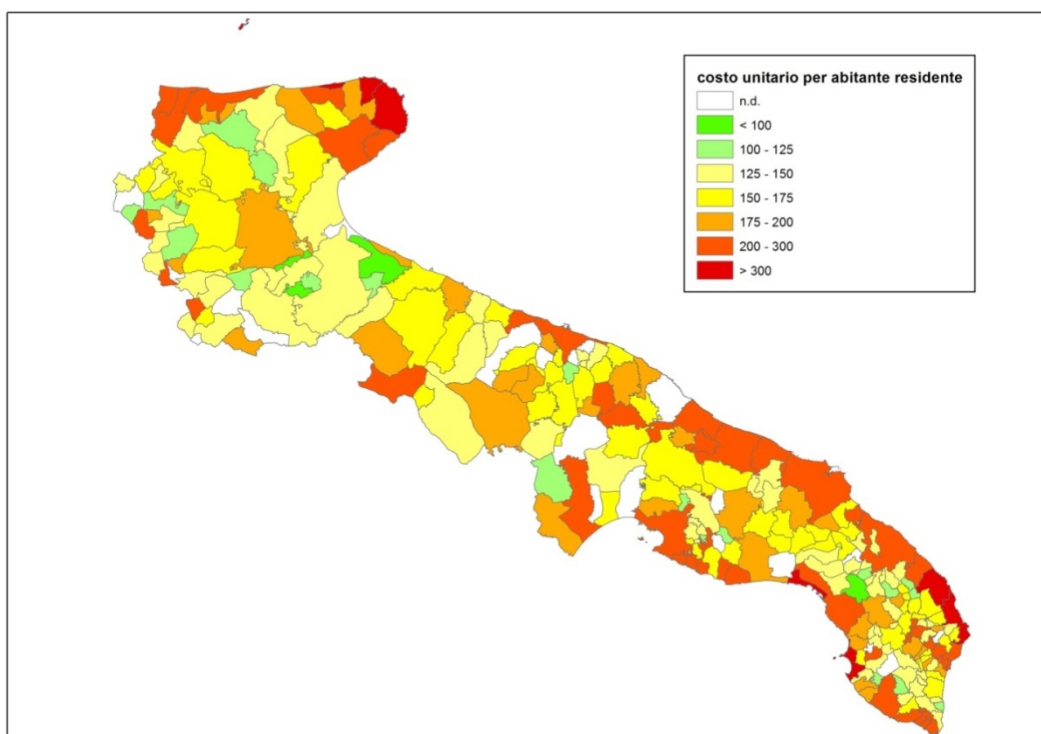 costo unitario per abitante residente
n.d.
< 100
100 - 125
125 - 150
150 - 175
175 - 200
200 - 300
> 300